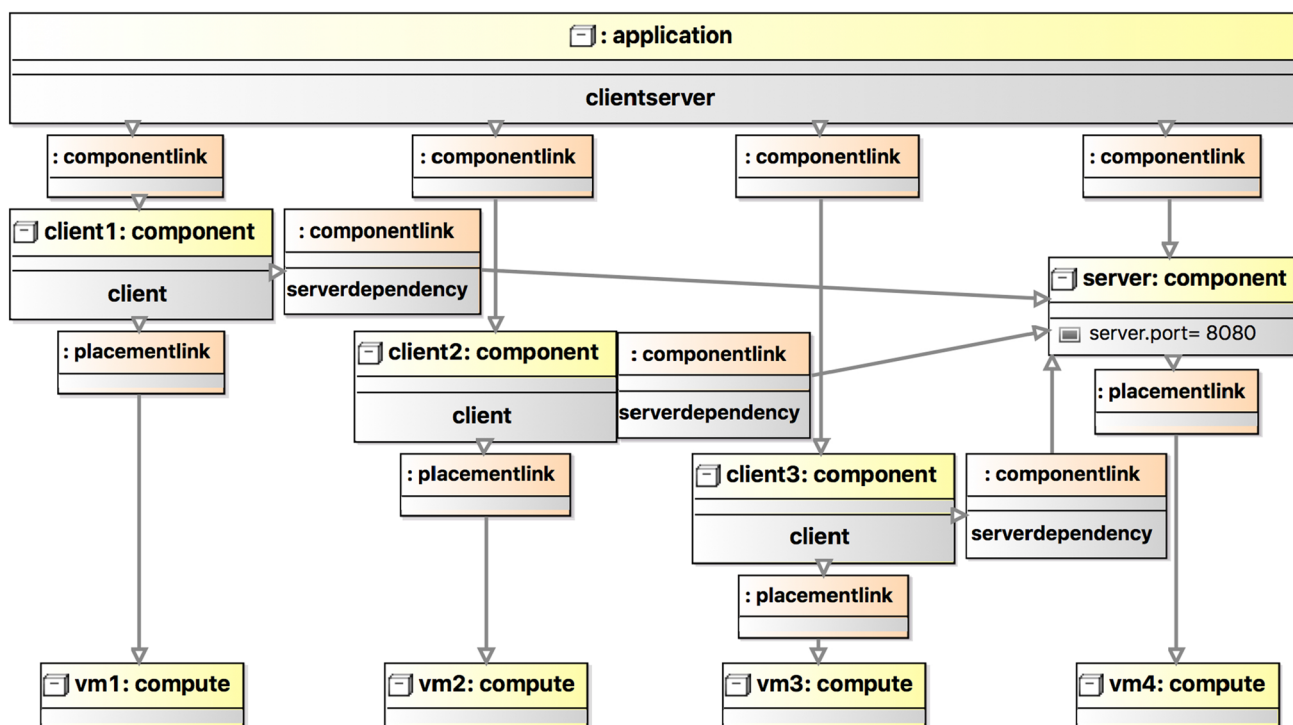 : application
clientserver
: componentlink
: componentlink
: componentlink
: componentlink
client1: component
client
: componentlink
serverdependency
server: component
server.port= 8080
: placementlink
client2: component
client
: componentlink
serverdependency
: placementlink
: placementlink
client3: component
client
: componentlink
serverdependency
: placementlink
vm1: compute
vm2: compute
vm3: compute
vm4: compute